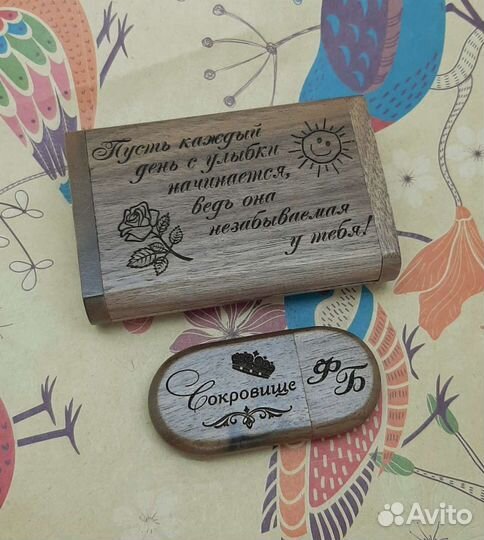 Пусть каждый
день с улыбки
начинается,
ведь она
незабываемая
у тебя!
Сокровище
ФБ
Avito